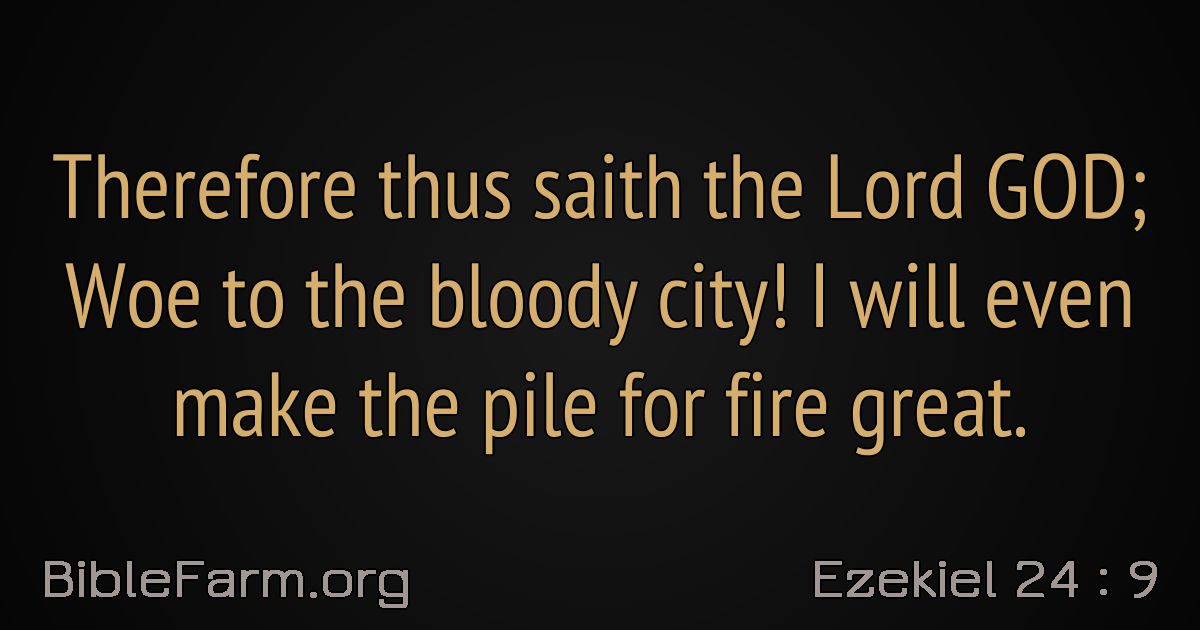 Therefore thus saith the Lord GOD;
Woe to the bloody city! I will even
make the pile for fire great.
BibleFarm.org
Ezekiel 24 : 9